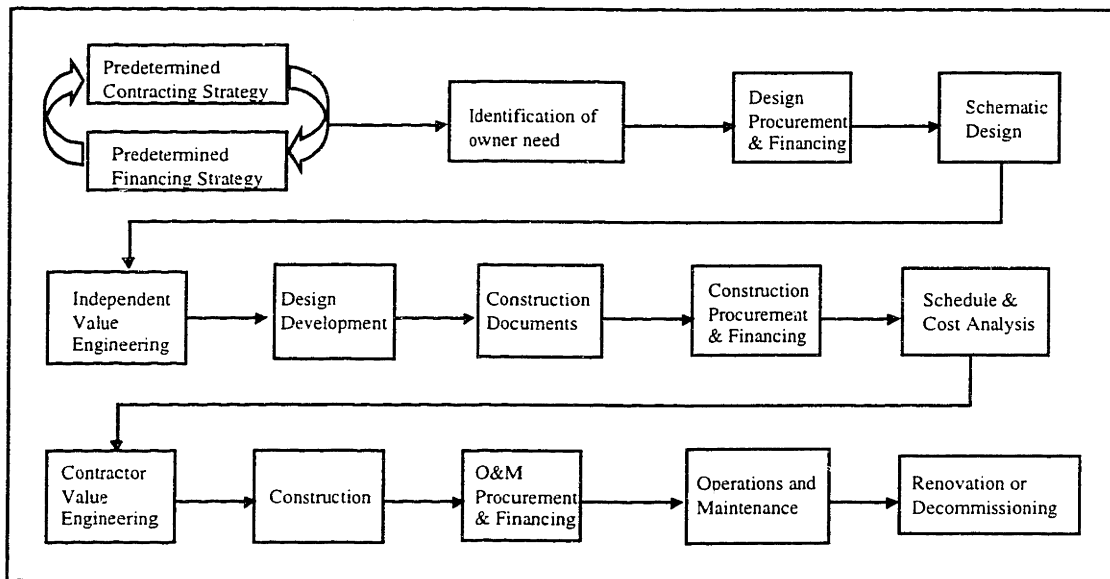 Predetermined
Contracting Strategy
Predetermined
Financing Strategy
Identification of
owner need
Design
Procurement
& Financing
Schematic
Design
Independent
Value
Engineering
Design
Development
Construction
Documents
Construction
Procurement
& Financing
Schedule &
Cost Analysis
Contractor
Value
Engineering
Construction
O&M
Procurement
& Financing
Operations and
Maintenance
Renovation or
Decommissioning